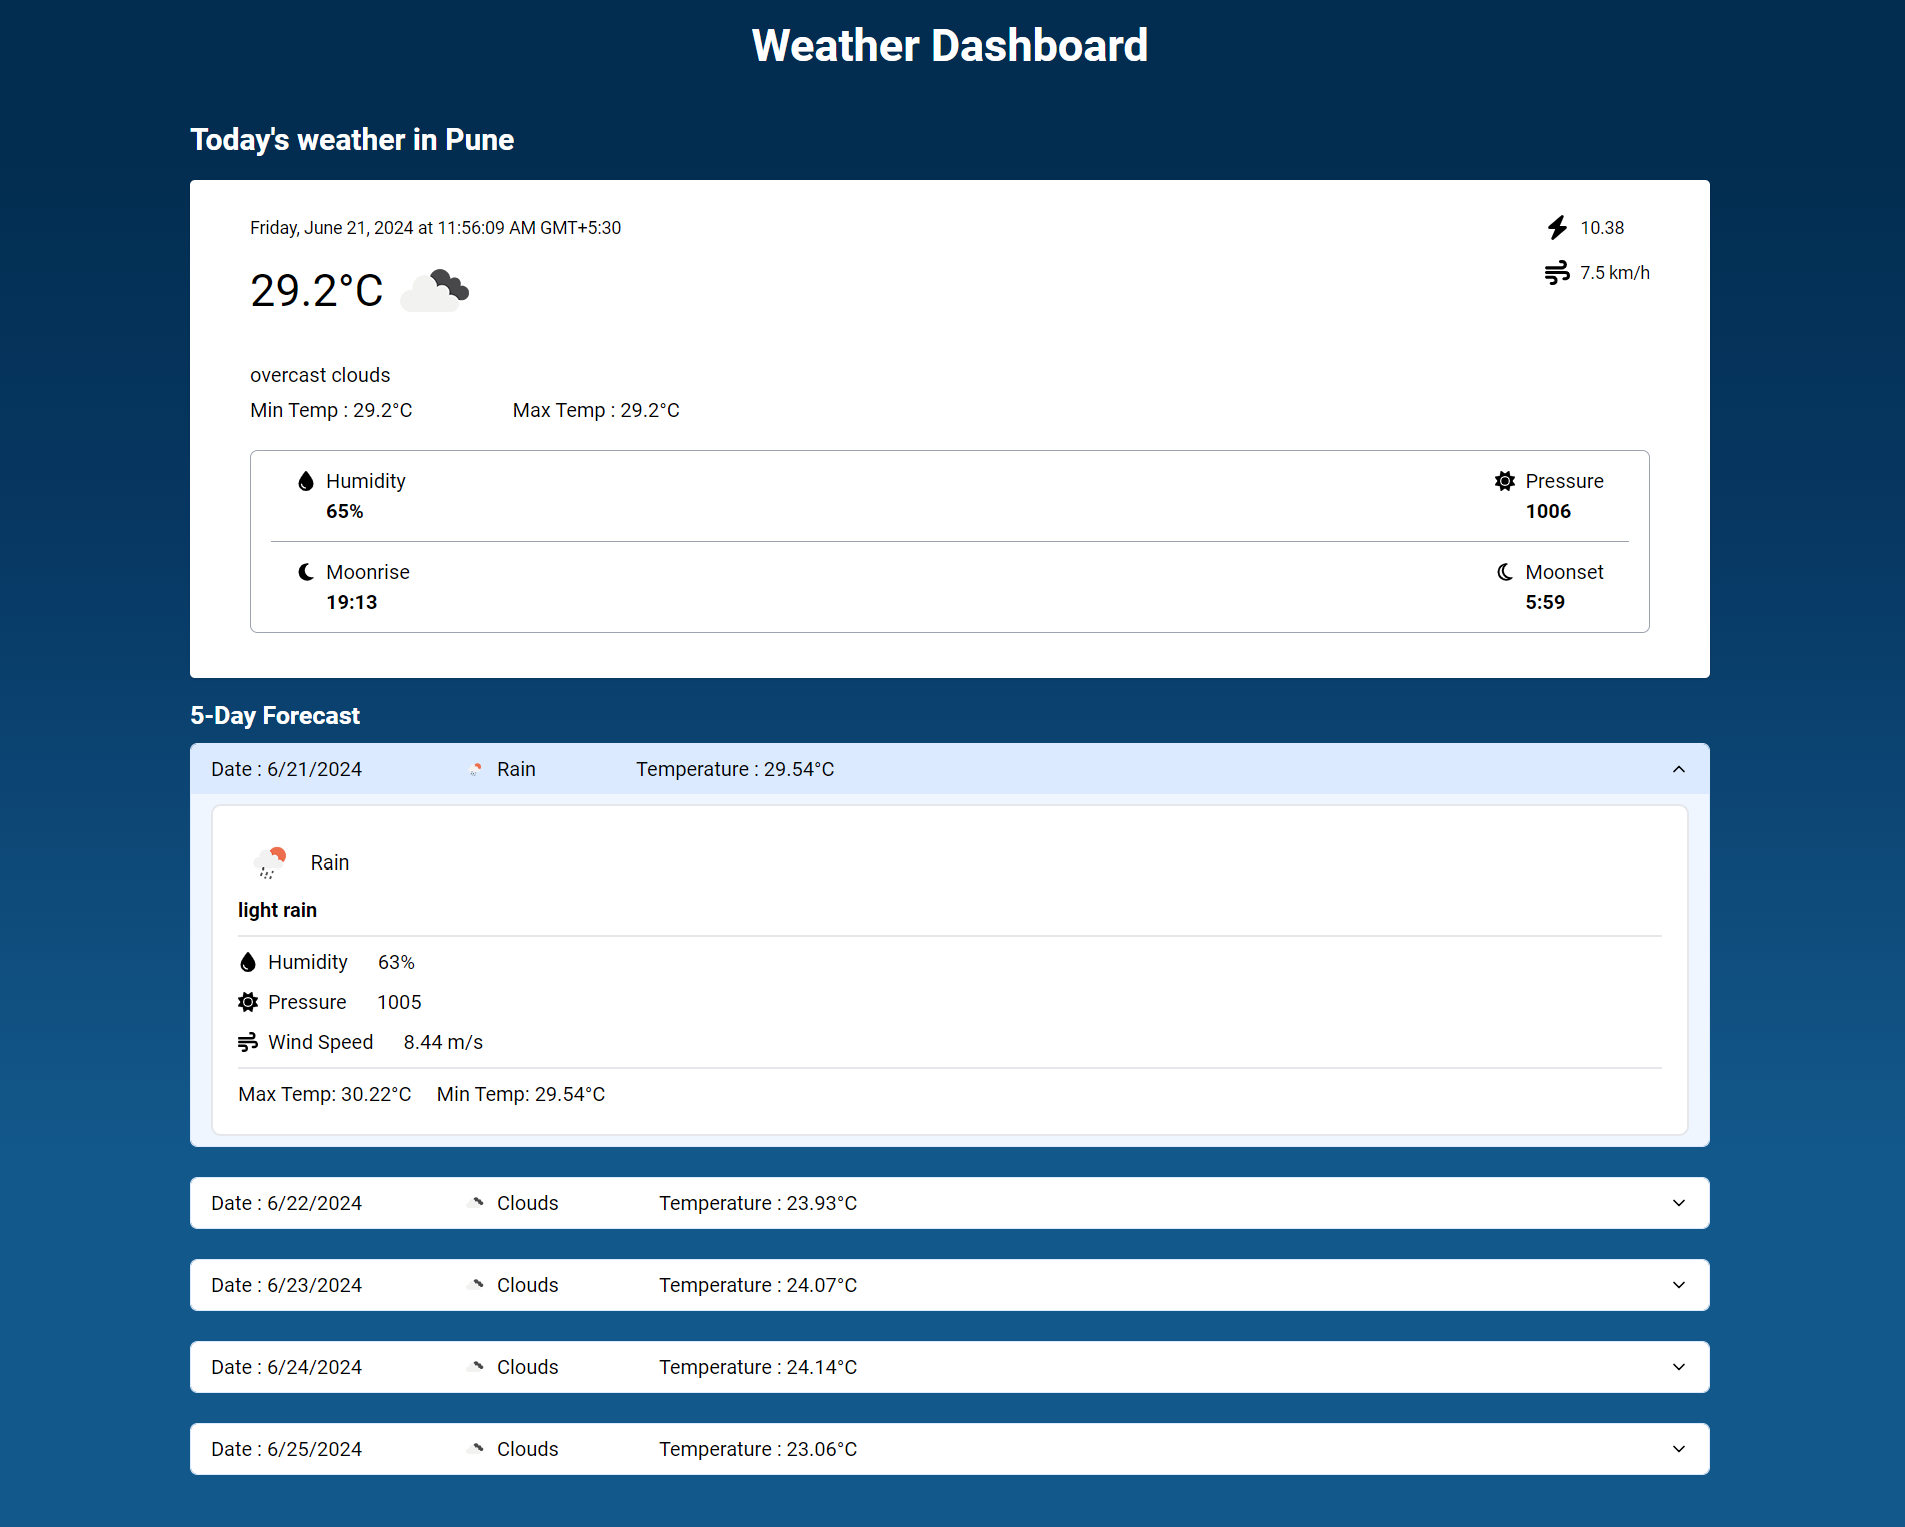 Weather Dashboard
Today's weather in Pune
Friday, June 21, 2024 at 11:56:09 AM GMT+5:30
10.38
29.2°C
7.5 km/h
overcast clouds
Min Temp : 29.2°C Max Temp : 29.2°C
Humidity Pressure
65% 1006
Moonrise Moonset
19:13 5:59
5-Day Forecast
Date : 6/21/2024 Rain Temperature : 29.54°C
Rain
light rain
Humidity 63%
Pressure 1005
Wind Speed 8.44 m/s
Max Temp: 30.22°C Min Temp: 29.54°C
Date : 6/22/2024 Clouds Temperature : 23.93°C
Date : 6/23/2024 Clouds Temperature : 24.07°C
Date : 6/24/2024 Clouds Temperature : 24.14°C
Date : 6/25/2024 Clouds Temperature : 23.06°C